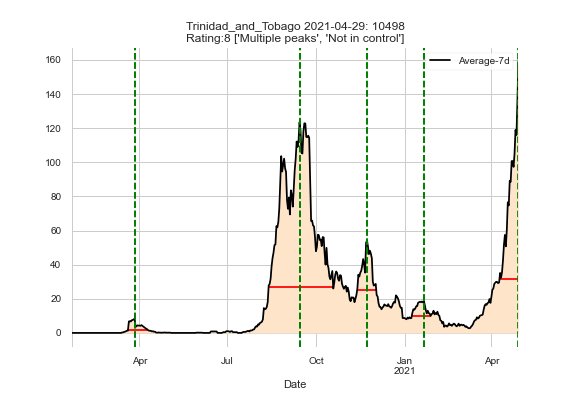 Trinidad_and_Tobago 2021-04-29: 10498
Rating:8 ['Multiple peaks', 'Not in control']
Average-7d
160
140
120
100
80
60
40
20
0
Apr
Jul
Oct
Jan
2021
Apr
Date